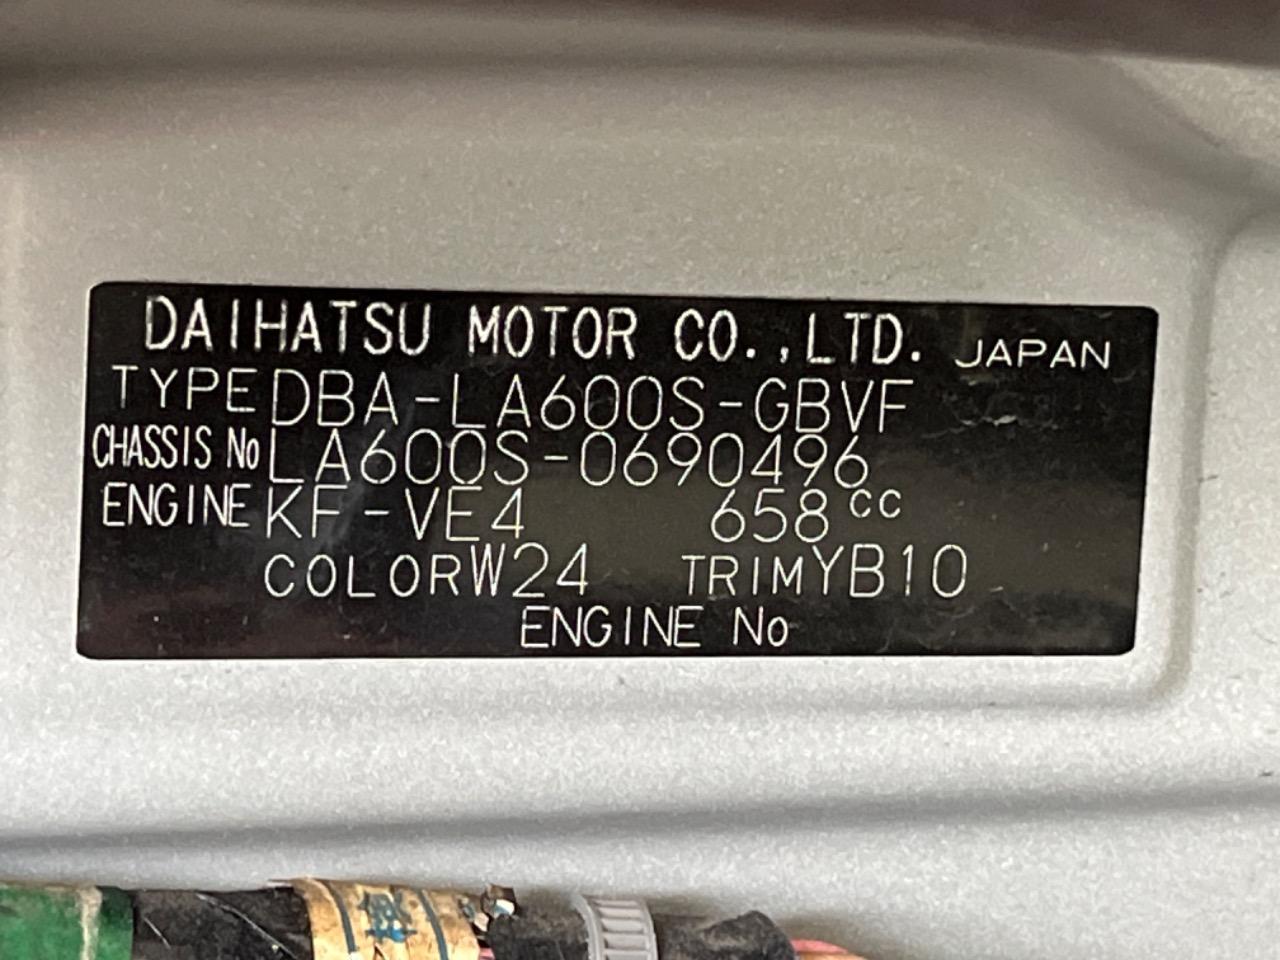 DAIHATSU MOTOR CO.,LTD. JAPAN
TYPE DBA-LA600S-GBVF
CHASSIS No LA600S-0690496
ENGINE KF-VE4 658cc
COLOR W24 TRIM YB10
ENGINE No